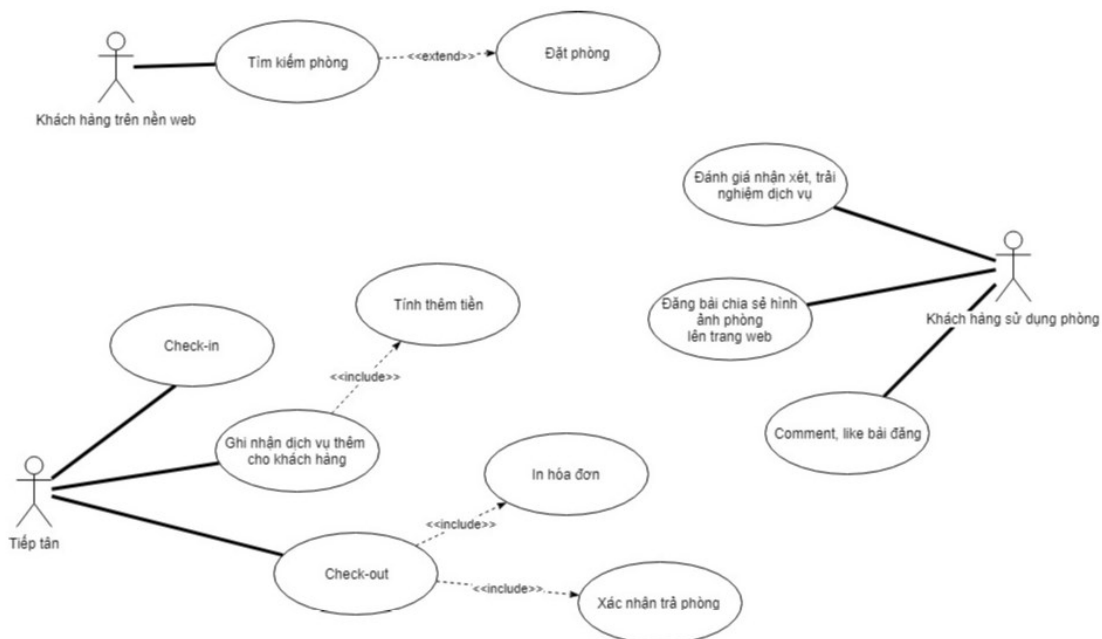 Tìm kiếm phòng
<<extend>>
Đặt phòng
Khách hàng trên nền web
Đánh giá nhận xét, trải
nghiệm dịch vụ
Đăng bài chia sẻ hình
ảnh phòng
lên trang web
Khách hàng sử dụng phòng
Comment, like bài đăng
Tính thêm tiền
Check-in
<<include>>
Ghi nhận dịch vụ thêm
cho khách hàng
In hóa đơn
<<include>>
Tiếp tân
Check-out
<<include>>
Xác nhận trả phòng